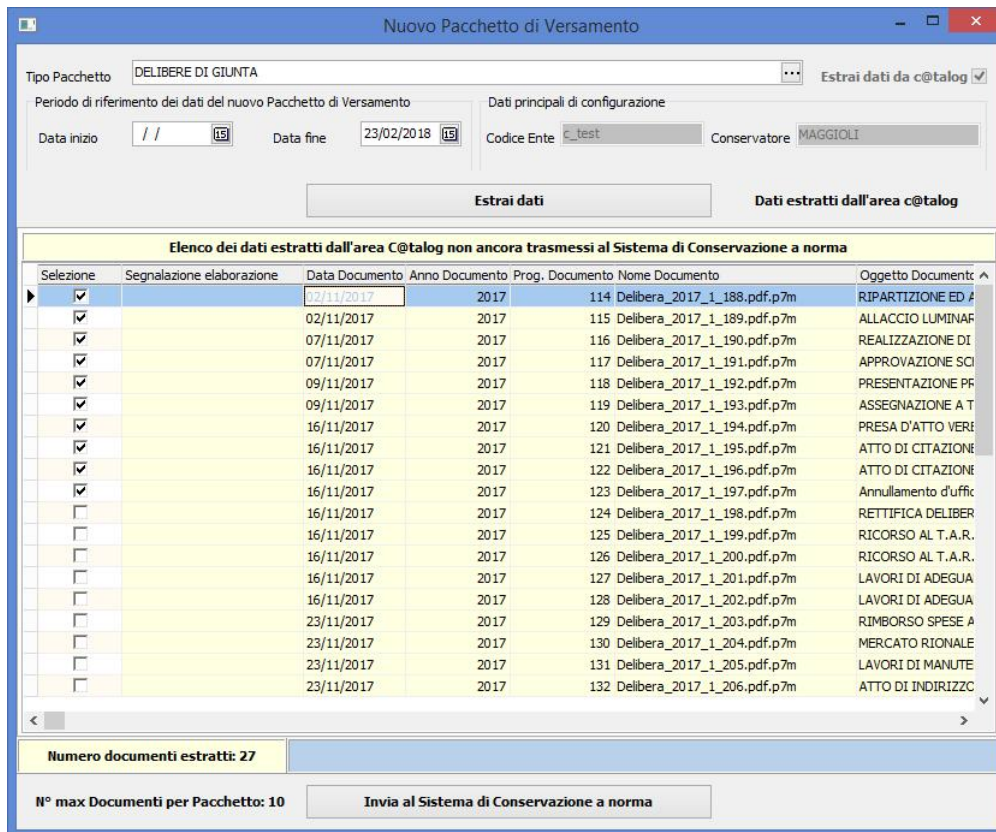 Nuovo Pacchetto di Versamento
Tipo Pacchetto DELIBERE DI GIUNTA ... Estrai dati da c@talog
Periodo di riferimento dei dati del nuovo Pacchetto di Versamento Dati principali di configurazione
Data inizio / / 15 Data fine 23/02/2018 15 Codice Ente c_test Conservatore MAGGIOLI
Estrai dati Dati estratti dall'area c@talog
Elenco dei dati estratti dall'area C@talog non ancora trasmessi al Sistema di Conservazione a norma
Selezione Segnalazione elaborazione Data Documento Anno Documento Prog. Documento Nome Documento Oggetto Documento
02/11/2017 2017 114 Delibera_2017_1_188.pdf.p7m RIPARTIZIONE ED A
02/11/2017 2017 115 Delibera_2017_1_189.pdf.p7m ALLACCIO LUMINAR
07/11/2017 2017 116 Delibera_2017_1_190.pdf.p7m REALIZZAZIONE DI
07/11/2017 2017 117 Delibera_2017_1_191.pdf.p7m APPROVAZIONE SCH
09/11/2017 2017 118 Delibera_2017_1_192.pdf.p7m PRESENTAZIONE PR
09/11/2017 2017 119 Delibera_2017_1_193.pdf.p7m ASSEGNAZIONE A T
16/11/2017 2017 120 Delibera_2017_1_194.pdf.p7m PRESA D'ATTO VERB
16/11/2017 2017 121 Delibera_2017_1_195.pdf.p7m ATTO DI CITAZIONE
16/11/2017 2017 122 Delibera_2017_1_196.pdf.p7m ATTO DI CITAZIONE
16/11/2017 2017 123 Delibera_2017_1_197.pdf.p7m Annullamento d'uffic
16/11/2017 2017 124 Delibera_2017_1_198.pdf.p7m RETTIFICA DELIBER
16/11/2017 2017 125 Delibera_2017_1_199.pdf.p7m RICORSO AL T.A.R.
16/11/2017 2017 126 Delibera_2017_1_200.pdf.p7m RICORSO AL T.A.R.
16/11/2017 2017 127 Delibera_2017_1_201.pdf.p7m LAVORI DI ADEGUA
16/11/2017 2017 128 Delibera_2017_1_202.pdf.p7m LAVORI DI ADEGUA
23/11/2017 2017 129 Delibera_2017_1_203.pdf.p7m RIMBORSO SPESE A
23/11/2017 2017 130 Delibera_2017_1_204.pdf.p7m MERCATO RIONALE
23/11/2017 2017 131 Delibera_2017_1_205.pdf.p7m LAVORI DI MANUTE
23/11/2017 2017 132 Delibera_2017_1_206.pdf.p7m ATTO DI INDIRIZZO
Numero documenti estratti: 27
N° max Documenti per Pacchetto: 10 Invia al Sistema di Conservazione a norma